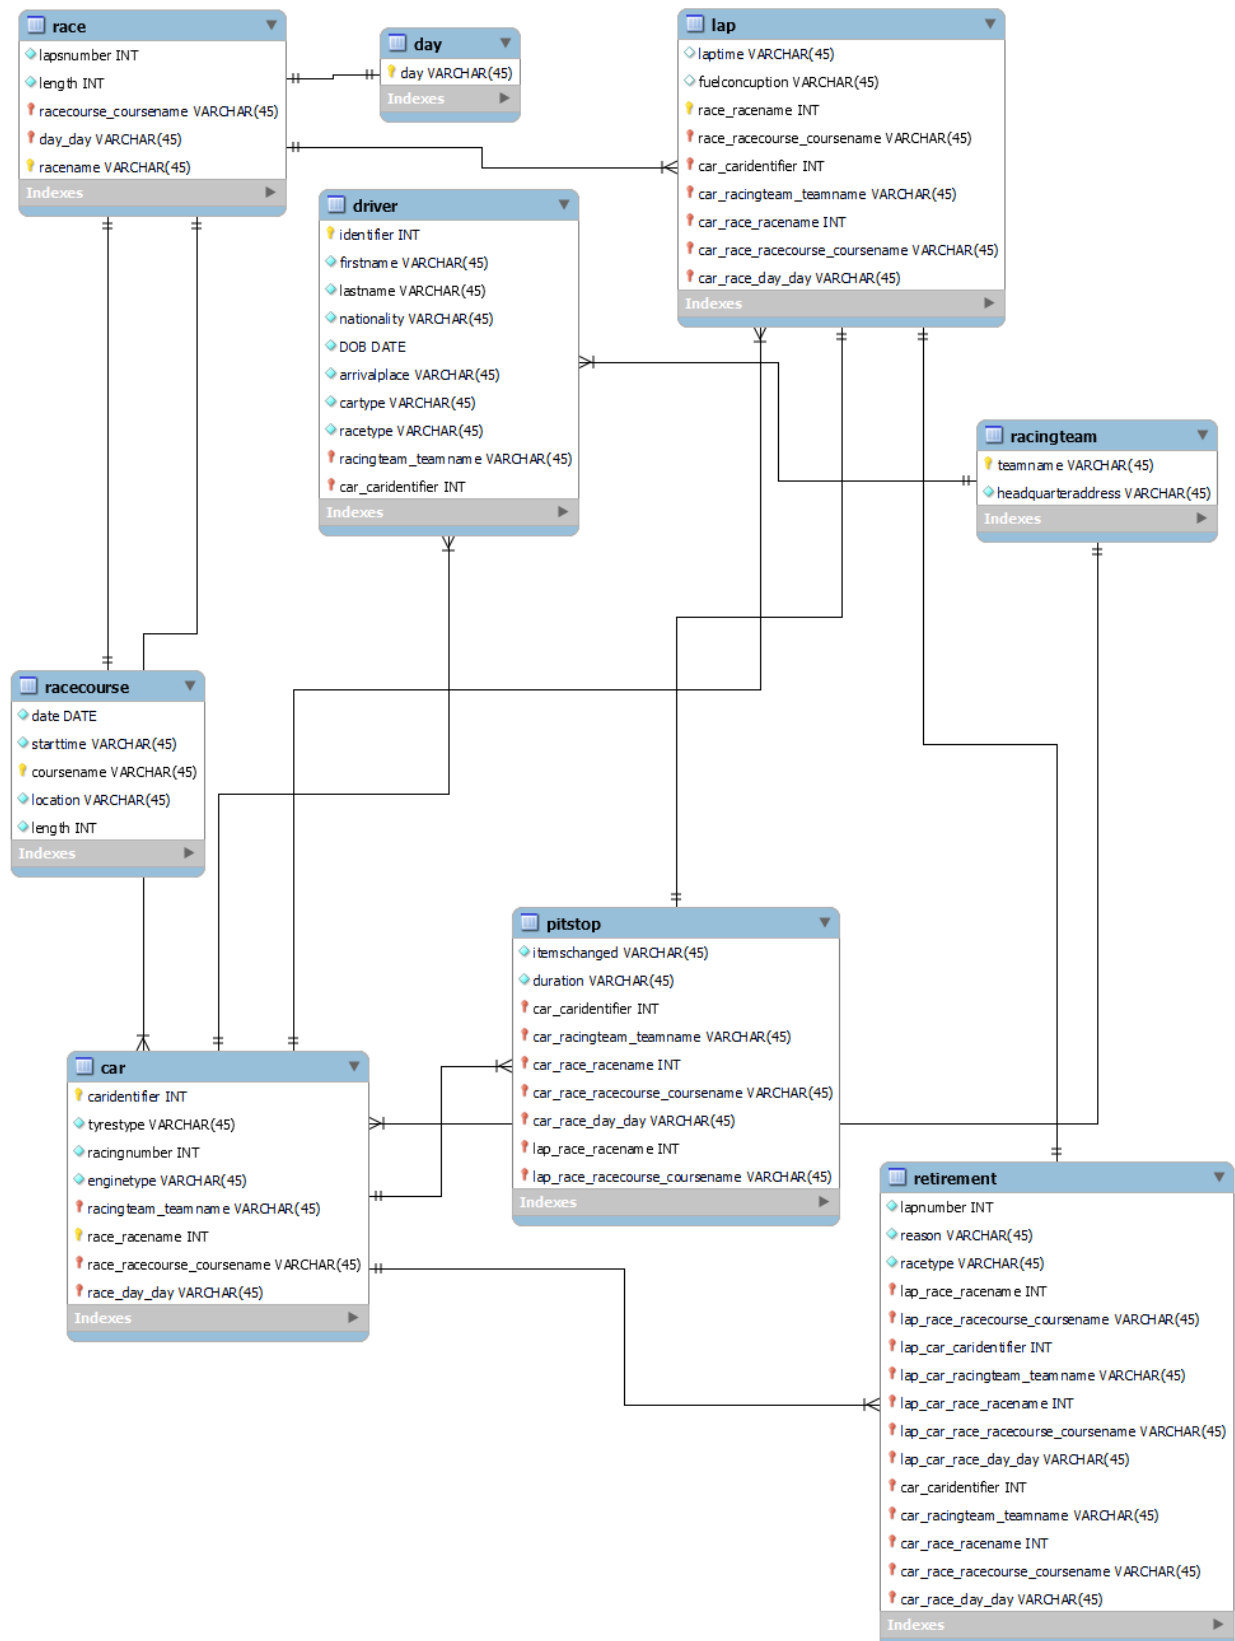 race
lapsnumber INT
length INT
racecourse_coursename VARCHAR(45)
day_day VARCHAR(45)
racename VARCHAR(45)
Indexes
day
day VARCHAR(45)
Indexes
lap
laptime VARCHAR(45)
fuelconcuption VARCHAR(45)
race_racename INT
race_racecourse_coursename VARCHAR(45)
car_caridentifier INT
car_racingteam_teamname VARCHAR(45)
car_race_racename INT
car_race_racecourse_coursename VARCHAR(45)
car_race_day_day VARCHAR(45)
Indexes
driver
identifier INT
firstname VARCHAR(45)
lastname VARCHAR(45)
nationality VARCHAR(45)
DOB DATE
arrivalplace VARCHAR(45)
cartype VARCHAR(45)
racetype VARCHAR(45)
racingteam_teamname VARCHAR(45)
car_caridentifier INT
Indexes
racingteam
teamname VARCHAR(45)
headquarteraddress VARCHAR(45)
Indexes
racecourse
date DATE
starttime VARCHAR(45)
coursename VARCHAR(45)
location VARCHAR(45)
length INT
Indexes
pitstop
itemschanged VARCHAR(45)
duration VARCHAR(45)
car_caridentifier INT
car_racingteam_teamname VARCHAR(45)
car_race_racename INT
car_race_racecourse_coursename VARCHAR(45)
car_race_day_day VARCHAR(45)
lap_race_racename INT
lap_race_racecourse_coursename VARCHAR(45)
Indexes
car
caridentifier INT
tyrestype VARCHAR(45)
racingnumber INT
enginetype VARCHAR(45)
racingteam_teamname VARCHAR(45)
race_racename INT
race_racecourse_coursename VARCHAR(45)
race_day_day VARCHAR(45)
Indexes
retirement
lapnumber INT
reason VARCHAR(45)
racetype VARCHAR(45)
lap_race_racename INT
lap_race_racecourse_coursename VARCHAR(45)
lap_car_caridentifier INT
lap_car_racingteam_teamname VARCHAR(45)
lap_car_race_racename INT
lap_car_race_racecourse_coursename VARCHAR(45)
lap_car_race_day_day VARCHAR(45)
car_caridentifier INT
car_racingteam_teamname VARCHAR(45)
car_race_racename INT
car_race_racecourse_coursename VARCHAR(45)
car_race_day_day VARCHAR(45)
Indexes